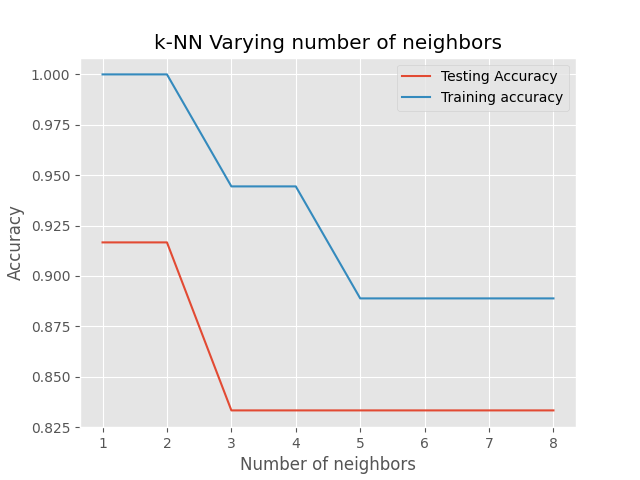 k-NN Varying number of neighbors
Testing Accuracy
Training accuracy
1.000
0.975
0.950
0.925
0.900
0.875
0.850
0.825
Accuracy
1 2 3 4 5 6 7 8
Number of neighbors